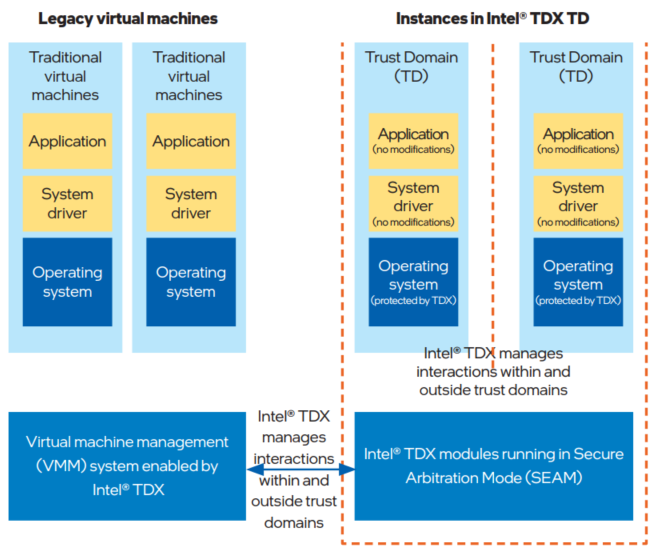 Legacy virtual machines
Instances in Intel® TDX TD
Traditional
virtual
machines
Application
System
driver
Operating
system
Traditional
virtual
machines
Application
System
driver
Operating
system
Trust Domain
(TD)
Application
(no modifications)
System
driver
(no modifications)
Operating
system
(protected by TDX)
Trust Domain
(TD)
Application
(no modifications)
System
driver
(no modifications)
Operating
system
(protected by TDX)
Intel® TDX manages
interactions within and
outside trust domains
Virtual machine management
(VMM) system enabled by
Intel® TDX
Intel® TDX
manages
interactions
within and
outside trust
domains
Intel® TDX modules running in Secure
Arbitration Mode (SEAM)